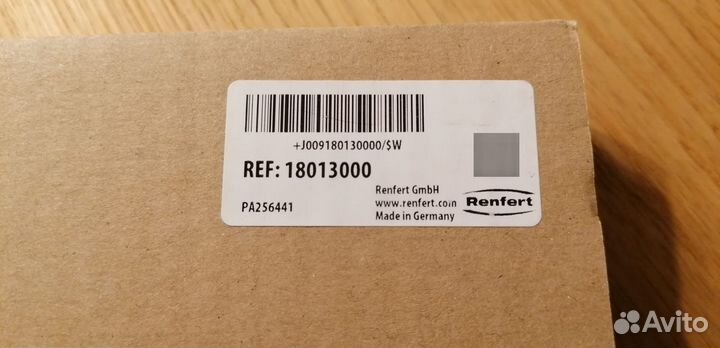 +J009180130000/$W
REF: 18013000
PA256441
Renfert GmbH
www.renfert.com
Made in Germany
Renfert
Avito